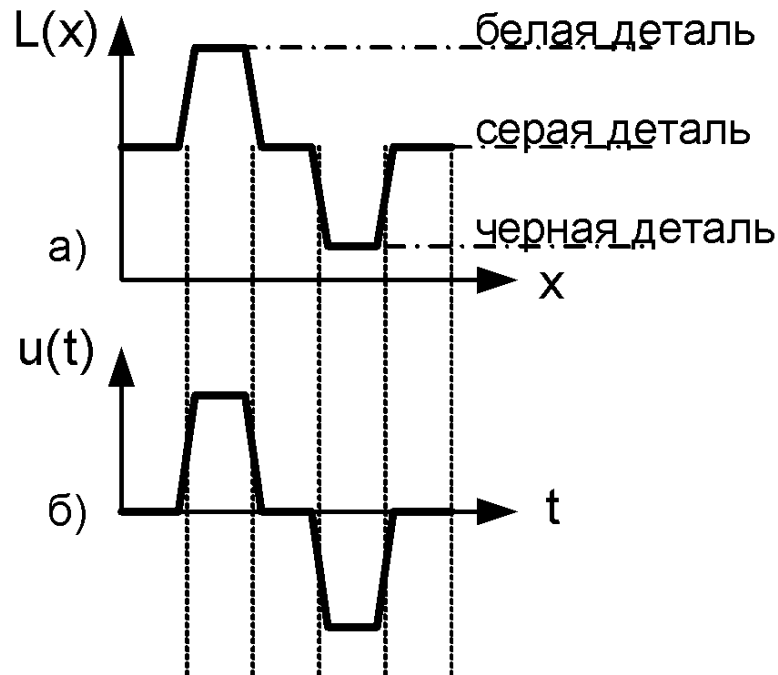 L(x)
белая деталь
серая деталь
черная деталь
а)
x
u(t)
б)
t